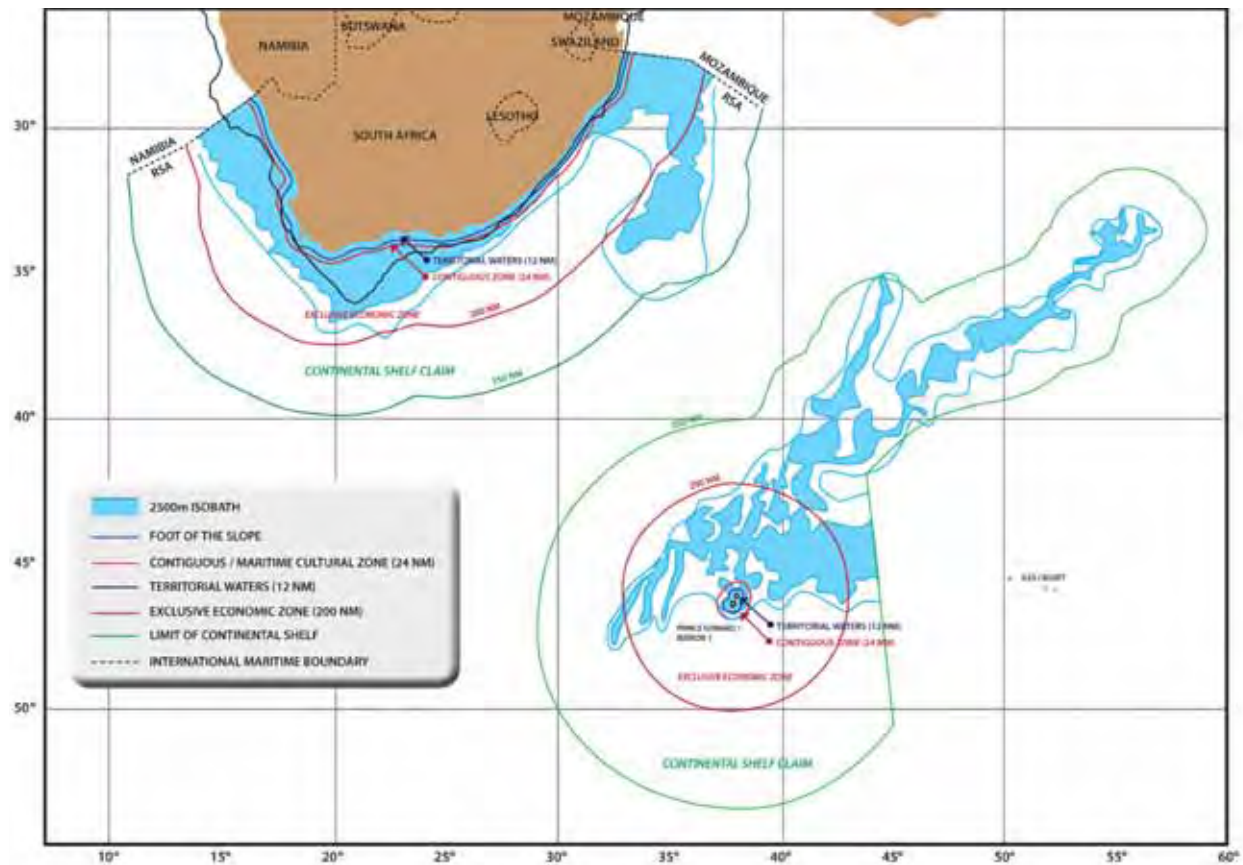 MOZAMBIQUE
BOTSWANA
NAMIBIA
SWAZILAND
MOZAMBIQUE
RSA
LESOTHO
30°
SOUTH AFRICA
NAMIBIA
RSA
TERRITORIAL WATERS (12 NM)
35°
CONTIGUOUS ZONE (24 NM)
200 NM
EXCLUSIVE ECONOMIC ZONE
CONTINENTAL SHELF CLAIM
350 NM
40°
200 NM
2500m ISOBATH
FOOT OF THE SLOPE
CONTIGUOUS / MARITIME CULTURAL ZONE (24 NM)
TERRITORIAL WATERS (12 NM)
EXCLUSIVE ECONOMIC ZONE (200 NM)
LIMIT OF CONTINENTAL SHELF
INTERNATIONAL MARITIME BOUNDARY
45°
TERRITORIAL WATERS (12 NM)
CONTIGUOUS ZONE (24 NM)
EXCLUSIVE ECONOMIC ZONE
50°
CONTINENTAL SHELF CLAIM
10° 15° 20° 25° 30° 35° 40° 45° 50° 55° 60°